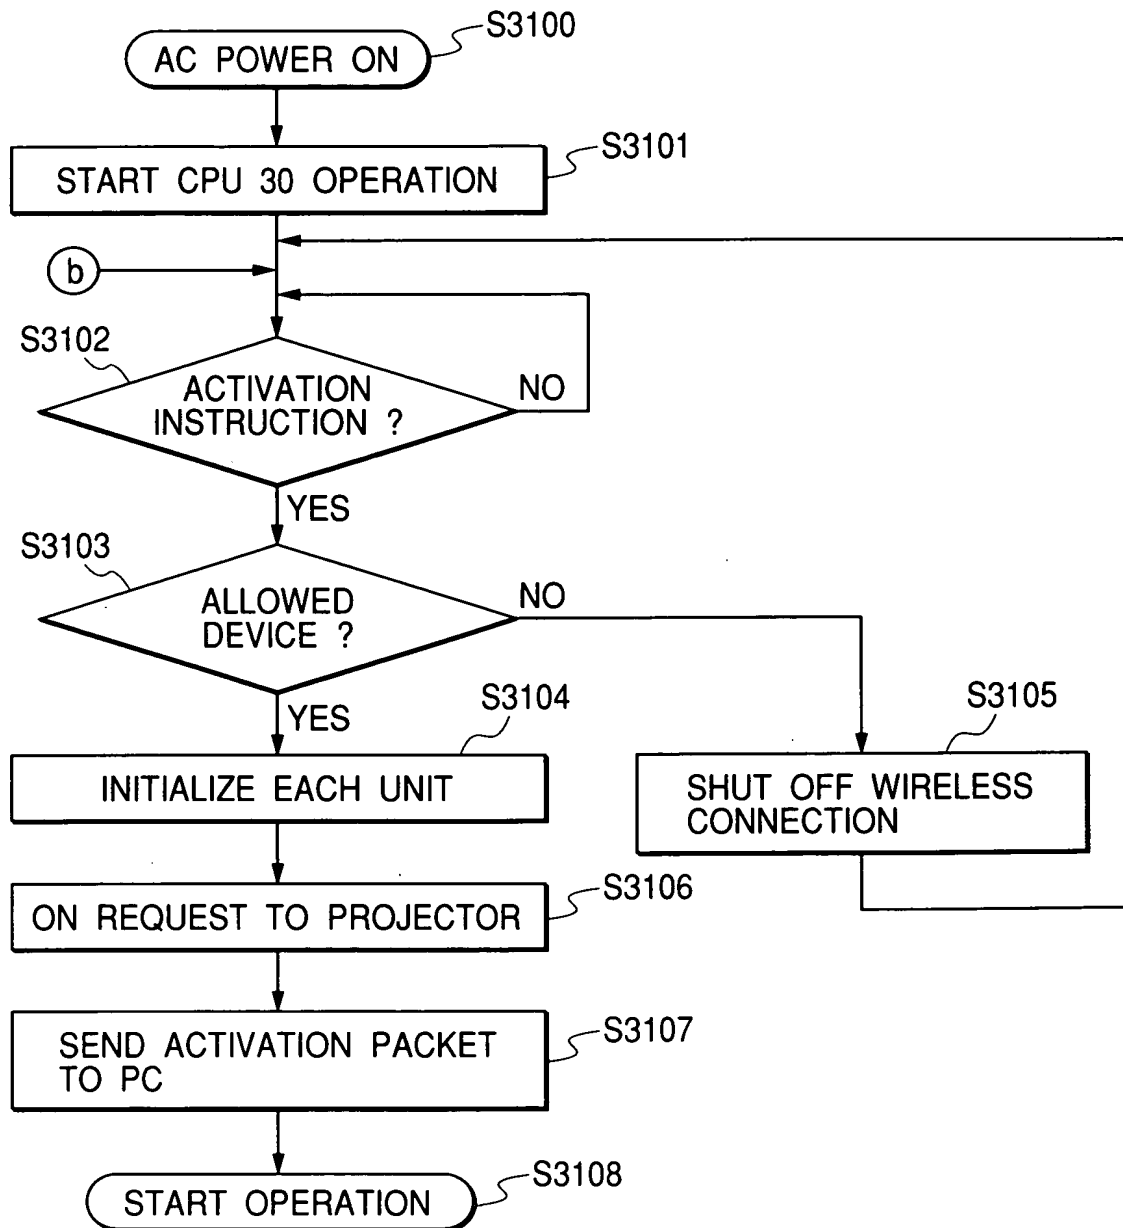 S3100
AC POWER ON
S3101
START CPU 30 OPERATION
b
S3102
ACTIVATION
INSTRUCTION ?
NO
YES
S3103
ALLOWED
DEVICE ?
NO
YES
S3104
INITIALIZE EACH UNIT
S3105
SHUT OFF WIRELESS
CONNECTION
S3106
ON REQUEST TO PROJECTOR
S3107
SEND ACTIVATION PACKET
TO PC
S3108
START OPERATION